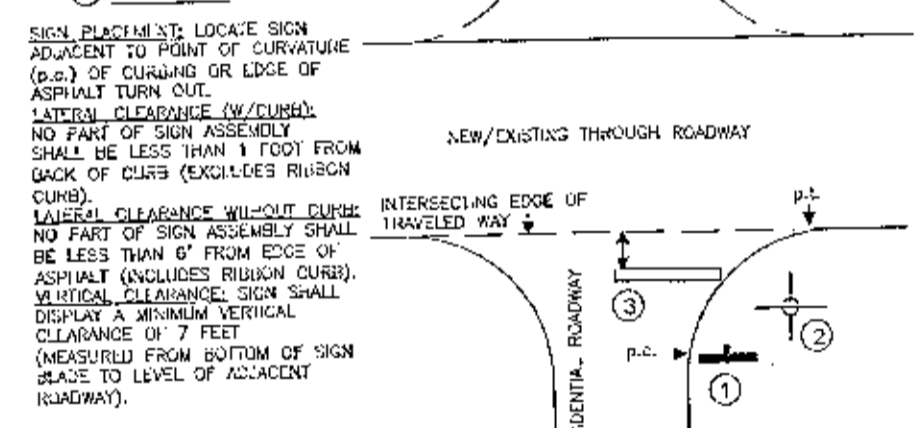 SIGN PLACEMENT: LOCATE SIGN
ADJACENT TO POINT OF CURVATURE
(p.c.) OF CURBING OR EDGE OF
ASPHALT TURN OUT.
LATERAL CLEARANCE (W/CURB):
NO PART OF SIGN ASSEMBLY
SHALL BE LESS THAN 1 FOOT FROM
BACK OF CURB (EXCLUDES RIBBON
CURB).
LATERAL CLEARANCE WITHOUT CURB:
NO PART OF SIGN ASSEMBLY SHALL
BE LESS THAN 6' FROM EDGE OF
ASPHALT (INCLUDES RIBBON CURB).
VERTICAL CLEARANCE: SIGN SHALL
DISPLAY A MINIMUM VERTICAL
CLEARANCE OF 7 FEET
(MEASURED FROM BOTTOM OF SIGN
BLADE TO LEVEL OF ADJACENT
ROADWAY).
NEW/EXISTING THROUGH ROADWAY
INTERSECTING EDGE OF
TRAVELED WAY
p.t.
3
2
p.c.
1
DENTIAL ROADWAY